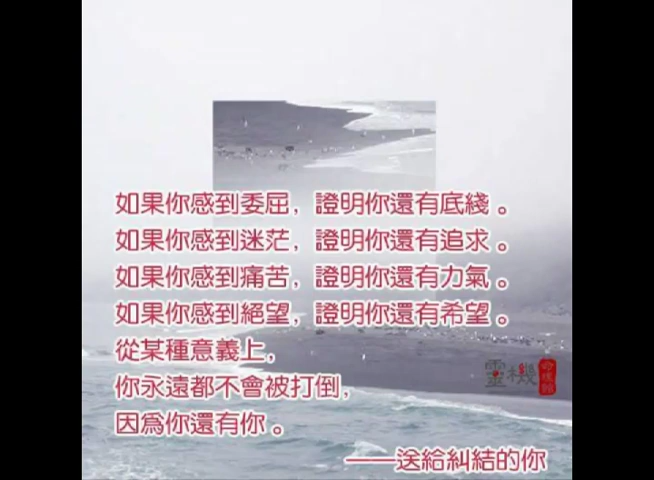 如果你感到委屈，證明你還有底綫。
如果你感到迷茫，證明你還有追求。
如果你感到痛苦，證明你還有力氣。
如果你感到絕望，證明你還有希望。
從某種意義上，
你永遠都不會被打倒，
因爲你還有你。
——送給糾結的你
靈機